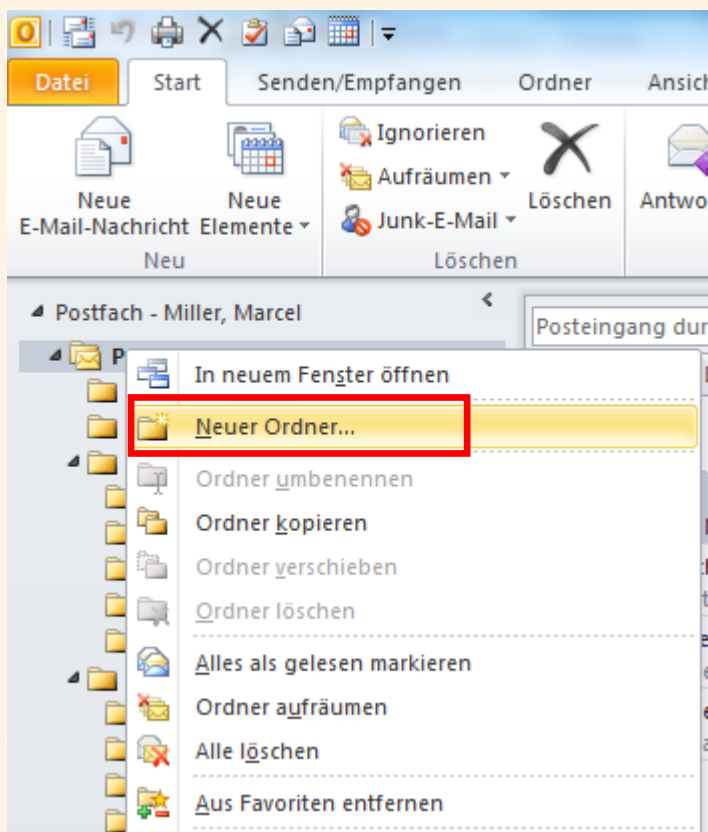 Datei Start Senden/Empfangen Ordner
Neue
E-Mail-Nachricht
Neue
Elemente
Ignorieren
Aufräumen
Junk-E-Mail
Löschen
Neu
Löschen
Postfach - Miller, Marcel
In neuem Fenster öffnen
Neuer Ordner...
Ordner umbenennen
Ordner kopieren
Ordner verschieben
Ordner löschen
Alles als gelesen markieren
Ordner aufräumen
Alle löschen
Aus Favoriten entfernen
Posteingang